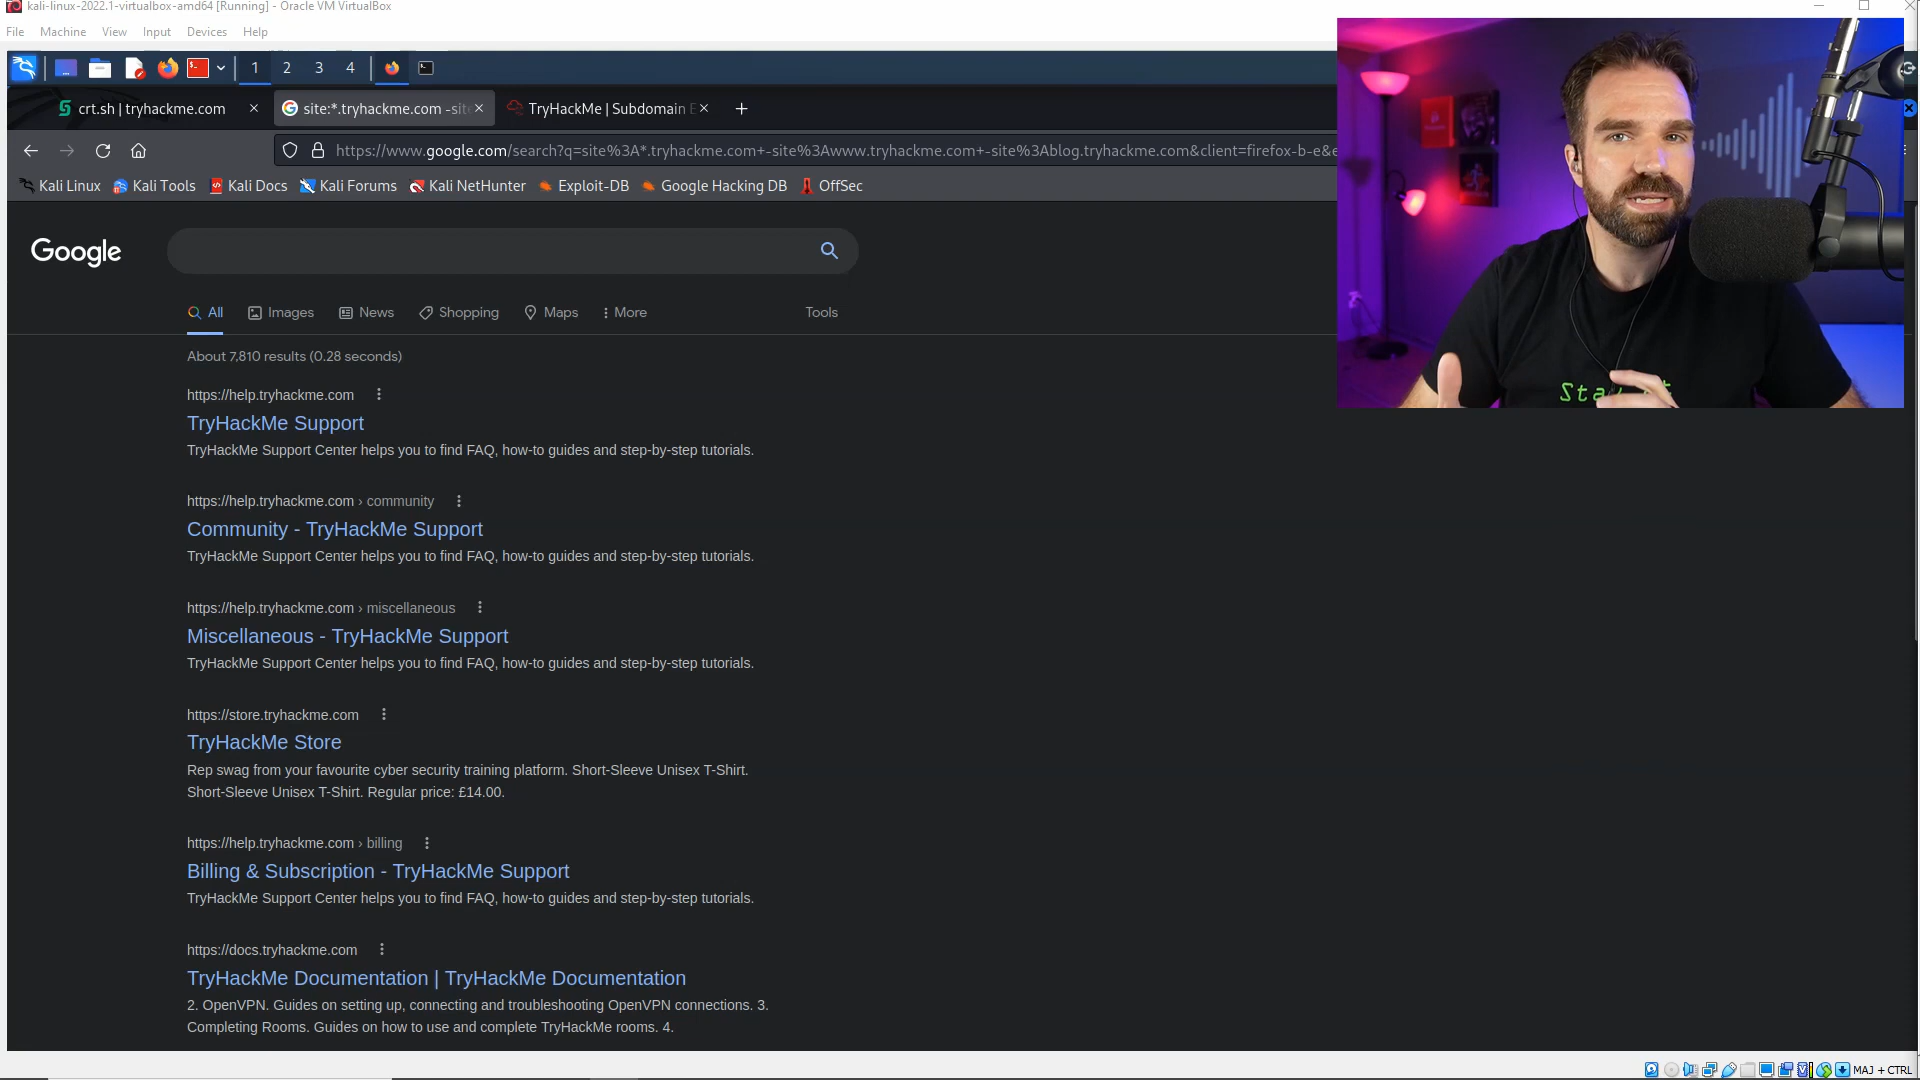 kali-linux-2022.1-virtualbox-amd64 [Running] - Oracle VM VirtualBox
File Machine View Input Devices Help
1 2 3 4
crt.sh | tryhackme.com
site:*.tryhackme.com -site
TryHackMe | Subdomain E
https://www.google.com/search?q=site%3A*.tryhackme.com+-site%3Awww.tryhackme.com+-site%3Ablog.tryhackme.com&client=firefox-b-e&e
Kali Linux Kali Tools Kali Docs Kali Forums Kali NetHunter Exploit-DB Google Hacking DB OffSec
Google
All Images News Shopping Maps More Tools
About 7,810 results (0.28 seconds)
https://help.tryhackme.com
TryHackMe Support
TryHackMe Support Center helps you to find FAQ, how-to guides and step-by-step tutorials.
https://help.tryhackme.com › community
Community - TryHackMe Support
TryHackMe Support Center helps you to find FAQ, how-to guides and step-by-step tutorials.
https://help.tryhackme.com › miscellaneous
Miscellaneous - TryHackMe Support
TryHackMe Support Center helps you to find FAQ, how-to guides and step-by-step tutorials.
https://store.tryhackme.com
TryHackMe Store
Rep swag from your favourite cyber security training platform. Short-Sleeve Unisex T-Shirt.
Short-Sleeve Unisex T-Shirt. Regular price: £14.00.
https://help.tryhackme.com › billing
Billing & Subscription - TryHackMe Support
TryHackMe Support Center helps you to find FAQ, how-to guides and step-by-step tutorials.
https://docs.tryhackme.com
TryHackMe Documentation | TryHackMe Documentation
2. OpenVPN. Guides on setting up, connecting and troubleshooting OpenVPN connections. 3.
Completing Rooms. Guides on how to use and complete TryHackMe rooms. 4.
MAJ + CTRL